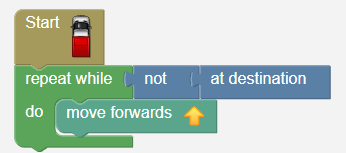 Start
repeat while not at destination
do move forwards